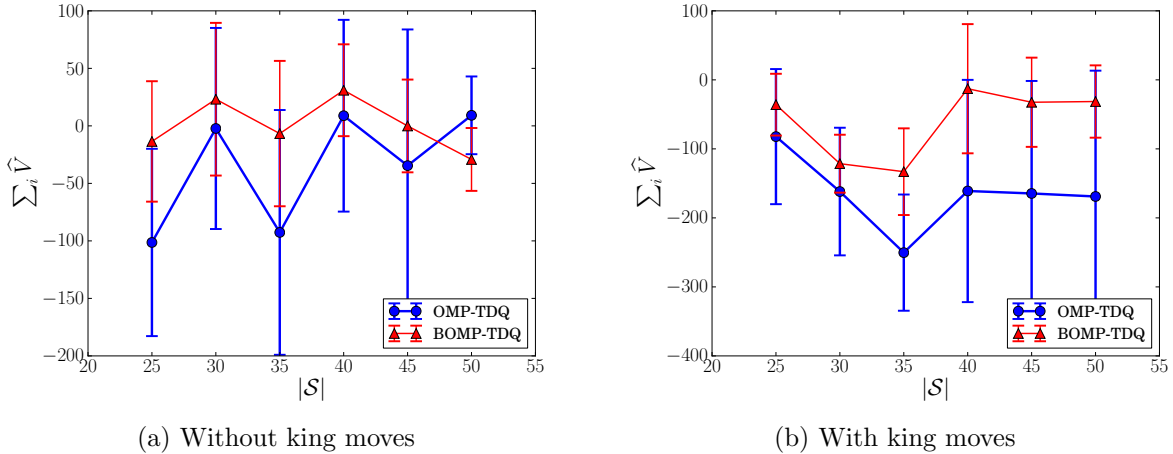 100
50
0
−50
−100
−150
−200
20 25 30 35 40 45 50 55
∑ᵢ V̂
|𝒮|
OMP-TDQ
BOMP-TDQ
(a) Without king moves
100
0
−100
−200
−300
−400
20 25 30 35 40 45 50 55
∑ᵢ V̂
|𝒮|
OMP-TDQ
BOMP-TDQ
(b) With king moves